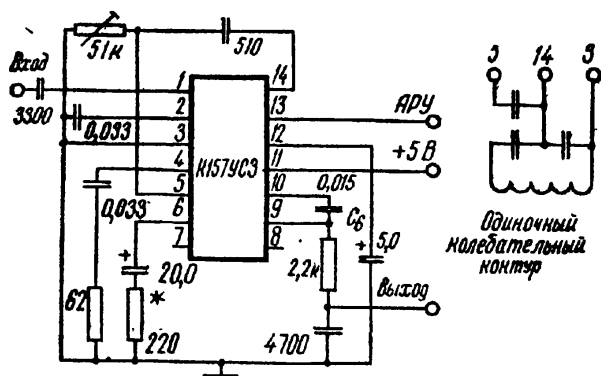 51к
510
Вход
3300
1
2
3
4
5
6
7
14
13
12
11
10
9
8
К157УС3
0,033
0,033
62
20,0
*
220
+
АРУ
+5 В
0,015
C6
5,0
+
2,2к
Выход
4700
3
14
9
Одиночный
колебательный
контур